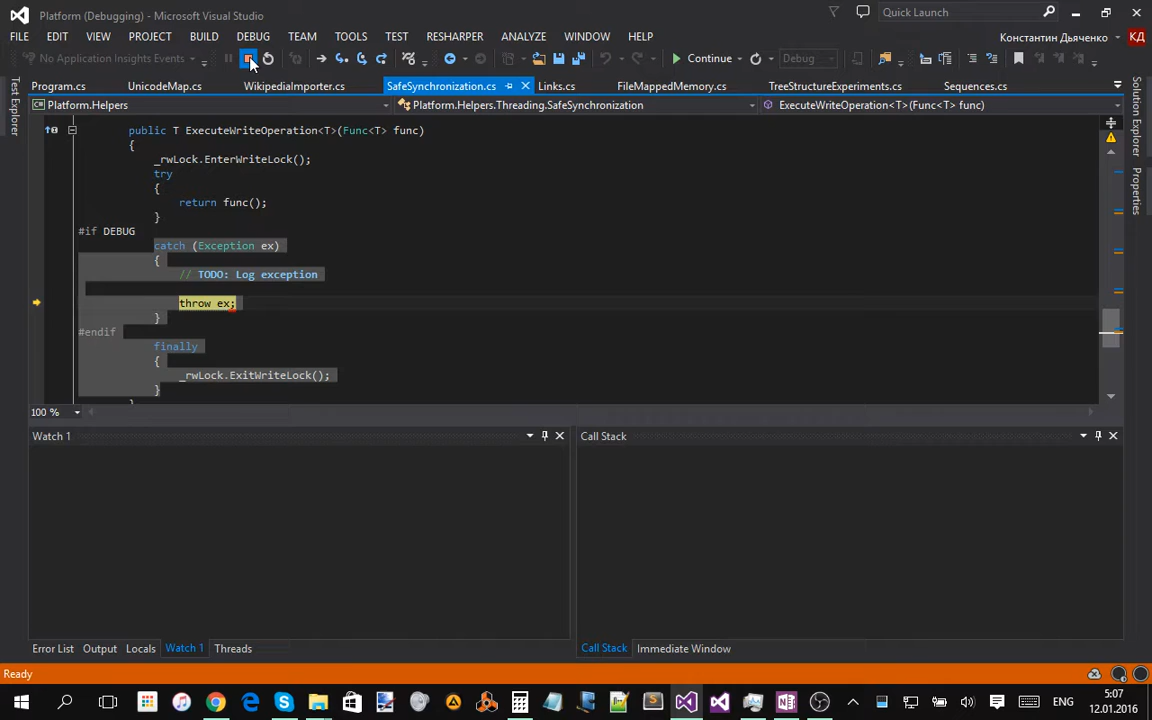 Platform (Debugging) - Microsoft Visual Studio
Quick Launch
FILE EDIT VIEW PROJECT BUILD DEBUG TEAM TOOLS TEST RESHARPER ANALYZE WINDOW HELP
Константин Дьяченко КД
No Application Insights Events
Continue
Debug
Program.cs UnicodeMap.cs WikipediaImporter.cs SafeSynchronization.cs Links.cs FileMappedMemory.cs TreeStructureExperiments.cs Sequences.cs
Platform.Helpers Platform.Helpers.Threading.SafeSynchronization ExecuteWriteOperation<T>(Func<T> func)
Test Explorer
Solution Explorer
Properties
public T ExecuteWriteOperation<T>(Func<T> func)
{
_rwLock.EnterWriteLock();
try
{
return func();
}
#if DEBUG
catch (Exception ex)
{
// TODO: Log exception
throw ex;
}
#endif
finally
{
_rwLock.ExitWriteLock();
}
100 %
Watch 1
Call Stack
Error List Output Locals Watch 1 Threads
Call Stack Immediate Window
Ready
ENG
5:07
12.01.2016